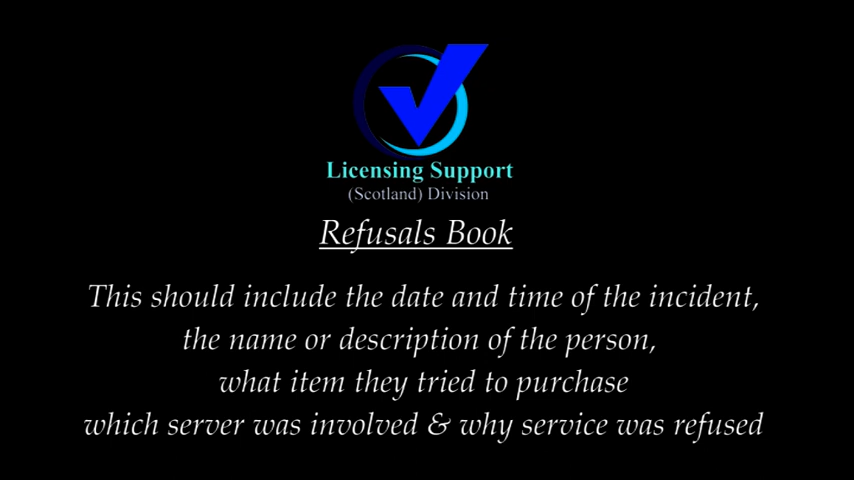 Licensing Support
(Scotland) Division
Refusals Book
This should include the date and time of the incident,
the name or description of the person,
what item they tried to purchase
which server was involved & why service was refused